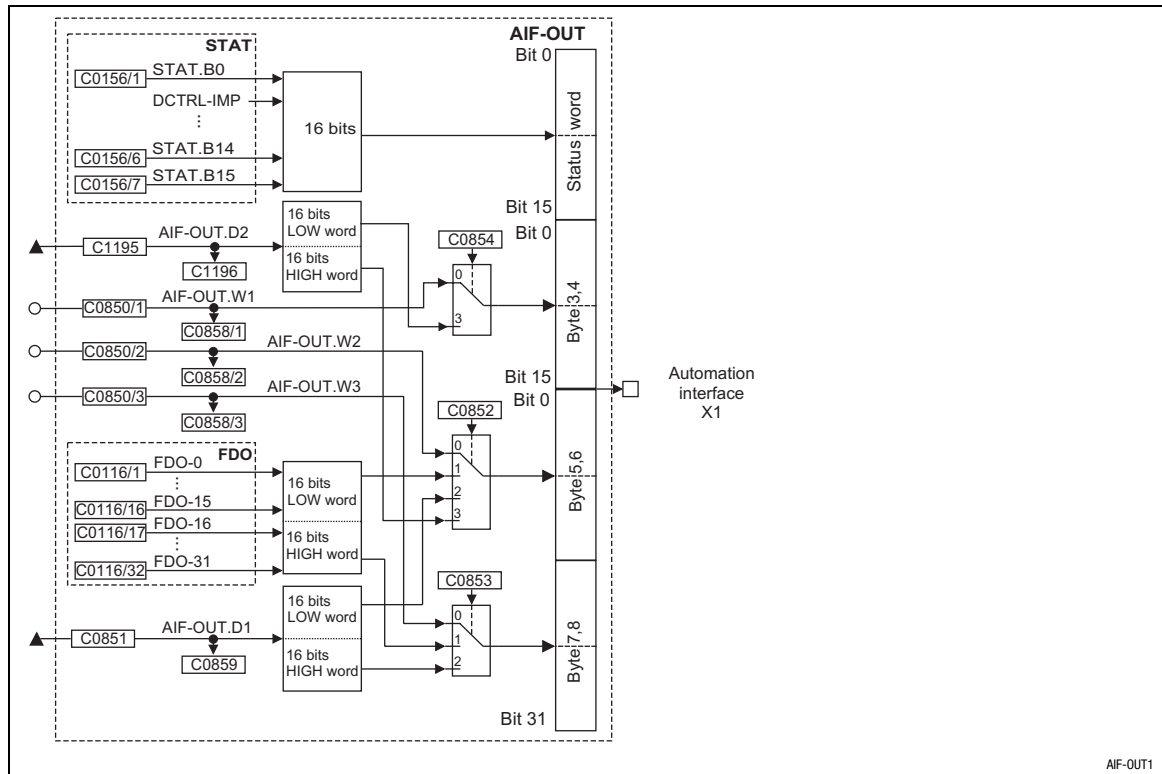 AIF-OUT
STAT
Bit 0
C0156/1
STAT.B0
DCTRL-IMP
⋮
16 bits
C0156/6
STAT.B14
C0156/7
STAT.B15
Status word
Bit 15
Bit 0
C1195
AIF-OUT.D2
C1196
16 bits
LOW word
16 bits
HIGH word
C0854
0
3
Byte 3,4
C0850/1
AIF-OUT.W1
C0858/1
C0850/2
AIF-OUT.W2
C0858/2
C0850/3
AIF-OUT.W3
C0858/3
Bit 15
Bit 0
Automation
interface
X1
C0852
0
1
2
3
Byte 5,6
FDO
C0116/1
FDO-0
⋮
C0116/16
FDO-15
C0116/17
FDO-16
⋮
C0116/32
FDO-31
16 bits
LOW word
16 bits
HIGH word
C0853
0
1
2
Byte 7,8
C0851
AIF-OUT.D1
C0859
16 bits
LOW word
16 bits
HIGH word
Bit 31
AIF-OUT1